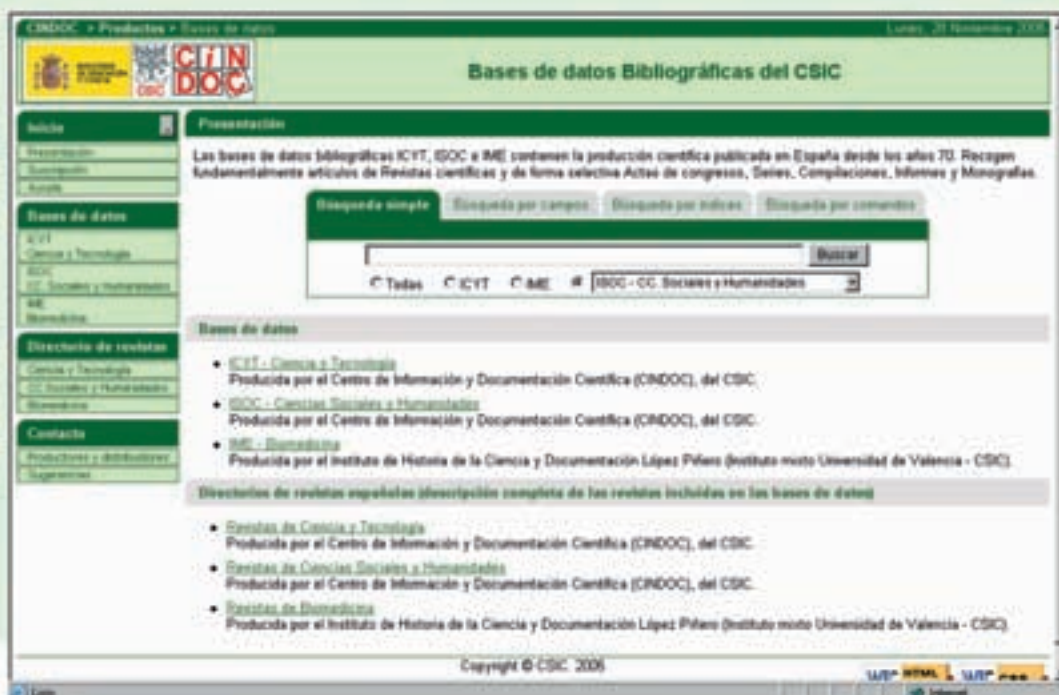 CINDOC > Productos > Bases de datos
Lunes, 28 Noviembre 2005
CSIC
CINDOC
Bases de datos Bibliográficas del CSIC
Inicio
Presentación
Suscripción
Ayuda
Bases de datos
ICYT
Ciencia y Tecnología
ISOC
CC. Sociales y Humanidades
IME
Biomedicina
Directorio de revistas
Ciencia y Tecnología
CC Sociales y Humanidades
Biomedicina
Contacto
Productores y distribuidores
Sugerencias
Presentación
Las bases de datos bibliográficas ICYT, ISOC e IME contienen la producción científica publicada en España desde los años 70. Recogen
fundamentalmente artículos de Revistas científicas y de forma selectiva Actas de congresos, Series, Compilaciones, Informes y Monografías.
Búsqueda simple Búsqueda por campos Búsqueda por índices Búsqueda por comandos
Buscar
Todas ICYT IME ISOC - CC. Sociales y Humanidades
Bases de datos
ICYT - Ciencia y Tecnología
Producida por el Centro de Información y Documentación Científica (CINDOC), del CSIC.
ISOC - Ciencias Sociales y Humanidades
Producida por el Centro de Información y Documentación Científica (CINDOC), del CSIC.
IME - Biomedicina
Producida por el Instituto de Historia de la Ciencia y Documentación López Piñero (Instituto mixto Universidad de Valencia - CSIC).
Directorios de revistas españolas (descripción completa de las revistas incluidas en las bases de datos)
Revistas de Ciencia y Tecnología
Producida por el Centro de Información y Documentación Científica (CINDOC), del CSIC.
Revistas de Ciencias Sociales y Humanidades
Producida por el Centro de Información y Documentación Científica (CINDOC), del CSIC.
Revistas de Biomedicina
Producida por el Instituto de Historia de la Ciencia y Documentación López Piñero (Instituto mixto Universidad de Valencia - CSIC).
Copyright © CSIC. 2005
HTML
Listo